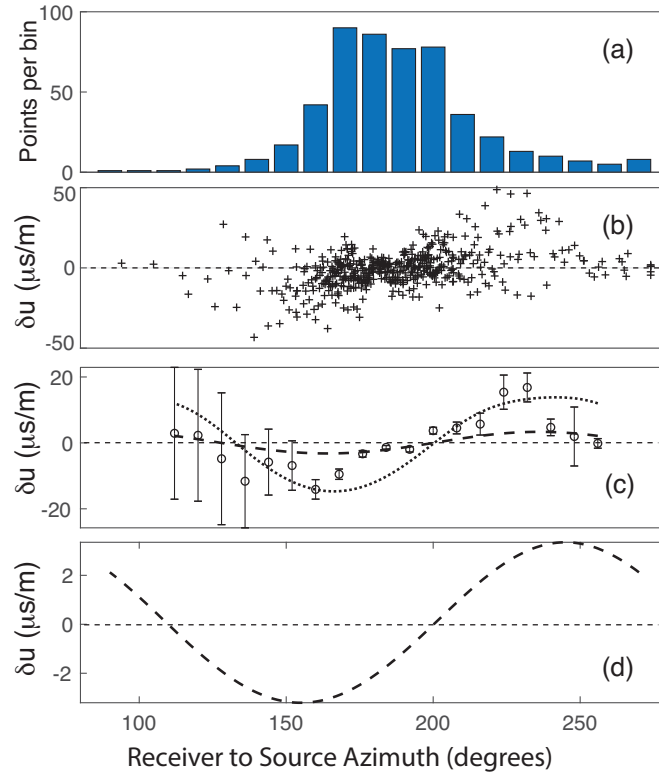 100
50
0
Points per bin
(a)
50
0
-50
δu (μs/m)
(b)
20
0
-20
δu (μs/m)
(c)
2
0
-2
δu (μs/m)
(d)
100 150 200 250
Receiver to Source Azimuth (degrees)